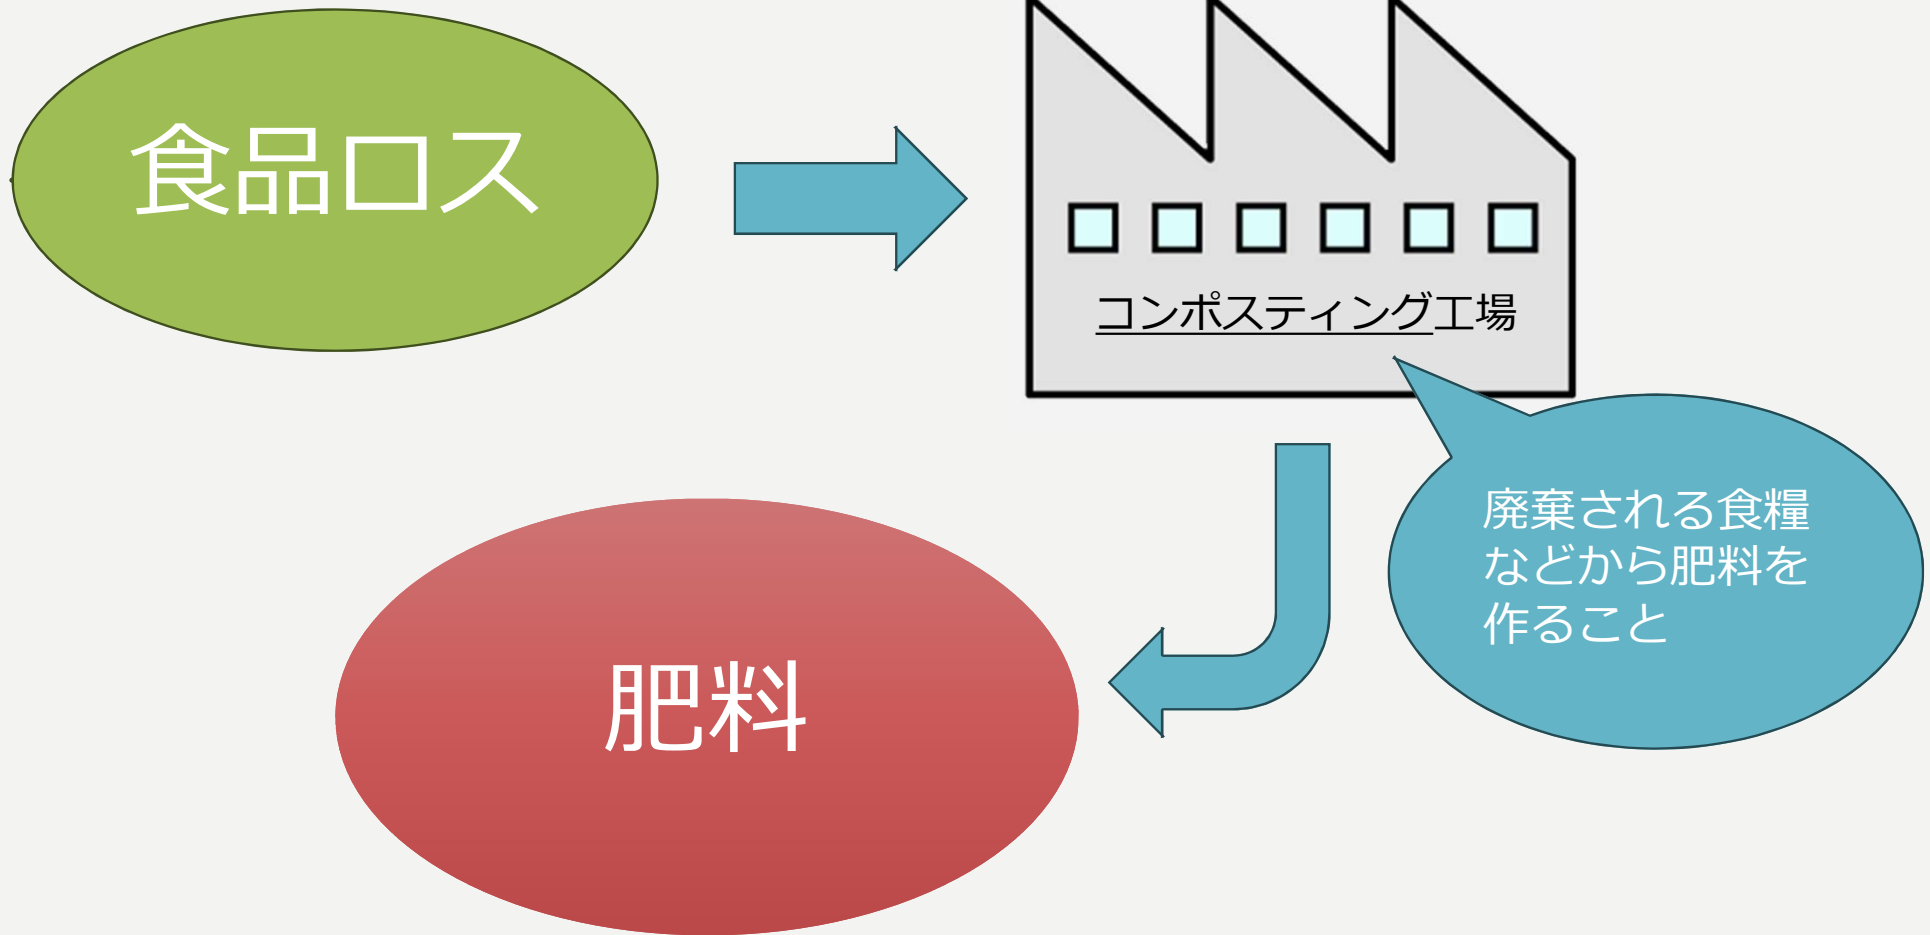 食品ロス
コンポスティング工場
廃棄される食糧
などから肥料を
作ること
肥料